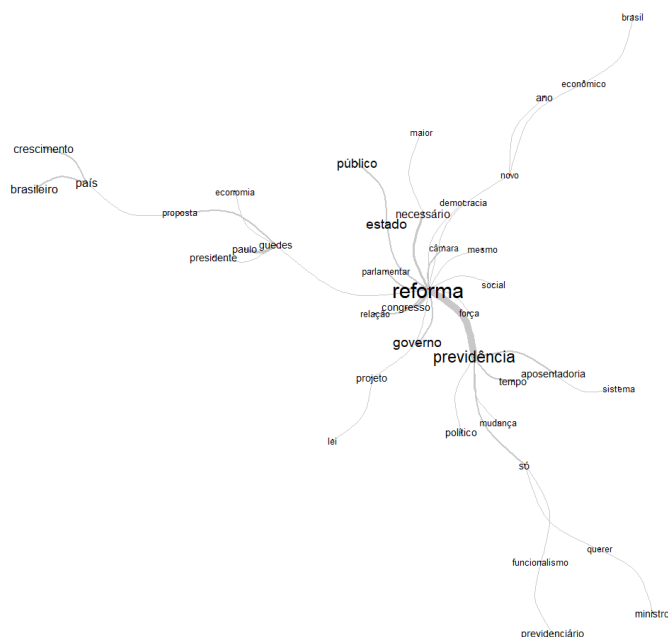 brasil
econômico
ano
maior
crescimento
público
novo
país
brasileiro
economia
democracia
proposta
necessário
estado
guedes
câmara
mesmo
paulo
presidente
parlamentar
social
reforma
congresso
relação
força
governo
previdência
aposentadoria
projeto
tempo
sistema
mudança
político
lei
só
querer
funcionalismo
ministro
previdenciário